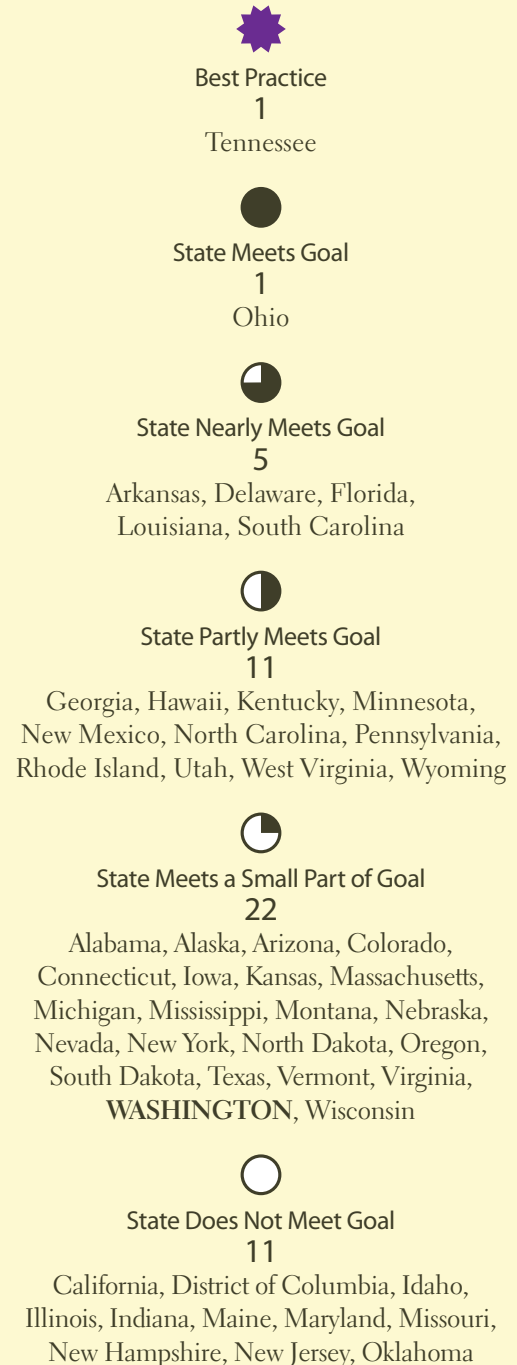 Best Practice
1
Tennessee
State Meets Goal
1
Ohio
State Nearly Meets Goal
5
Arkansas, Delaware, Florida,
Louisiana, South Carolina
State Partly Meets Goal
11
Georgia, Hawaii, Kentucky, Minnesota,
New Mexico, North Carolina, Pennsylvania,
Rhode Island, Utah, West Virginia, Wyoming
State Meets a Small Part of Goal
22
Alabama, Alaska, Arizona, Colorado,
Connecticut, Iowa, Kansas, Massachusetts,
Michigan, Mississippi, Montana, Nebraska,
Nevada, New York, North Dakota, Oregon,
South Dakota, Texas, Vermont, Virginia,
WASHINGTON, Wisconsin
State Does Not Meet Goal
11
California, District of Columbia, Idaho,
Illinois, Indiana, Maine, Maryland, Missouri,
New Hampshire, New Jersey, Oklahoma